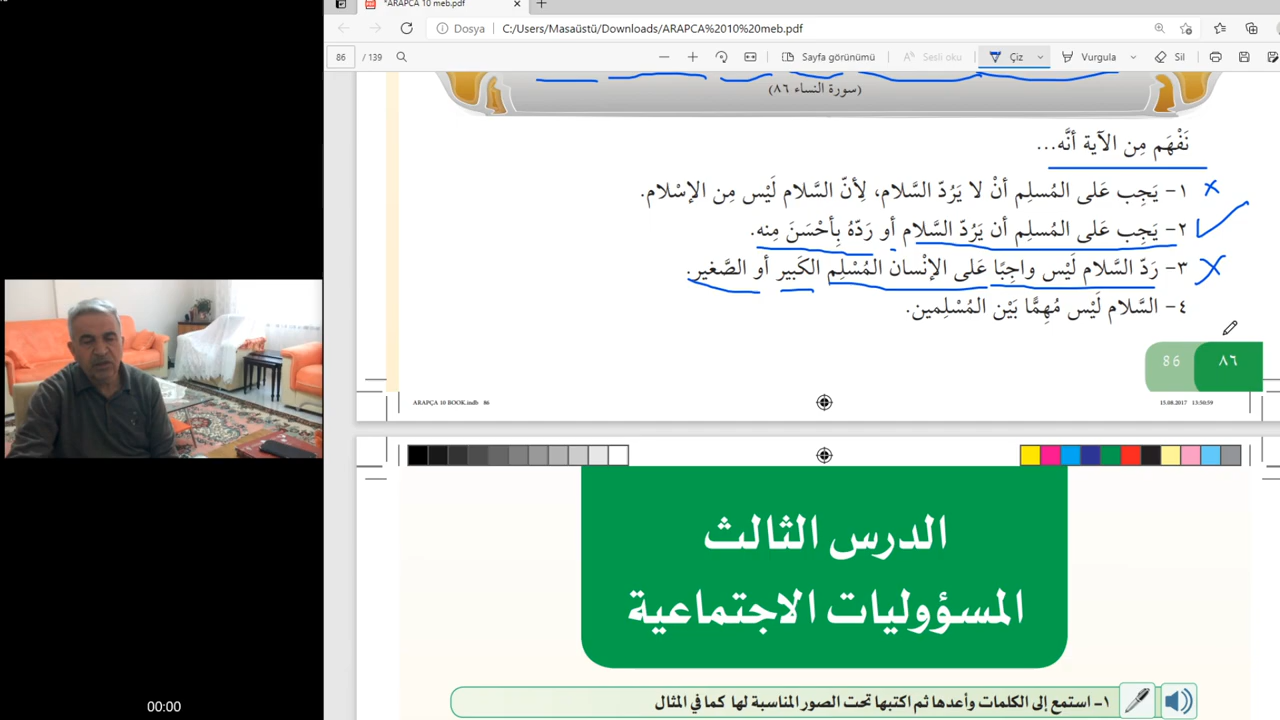 *ARAPCA 10 meb.pdf
Dosya
C:/Users/Masaüstü/Downloads/ARAPCA%2010%20meb.pdf
86 / 139
Sayfa görünümü
Sesli oku
Çiz
Vurgula
Sil
(سورة النساء ٨٦)
نَفْهَم مِن الآية أنَّه...
١- يَجِب عَلى المُسلِم أنْ لا يَرُدّ السَّلام، لِأنّ السَّلام لَيْس مِن الإسْلام.
٢- يَجِب عَلى المُسلِم أن يَرُدّ السَّلام أو رَدّهُ بِأحْسَنَ مِنه.
٣- رَدّ السَّلام لَيْس واجِبًا عَلى الإنْسان المُسْلِم الكَبير أو الصَّغير.
٤- السَّلام لَيْس مُهِمًّا بَيْن المُسْلِمين.
86
٨٦
ARAPÇA 10 BOOK.indb 86
15.08.2017 13:50:59
الدرس الثالث
المسؤوليات الاجتماعية
١- استمع إلى الكلمات وأعدها ثم اكتبها تحت الصور المناسبة لها كما في المثال
00:00